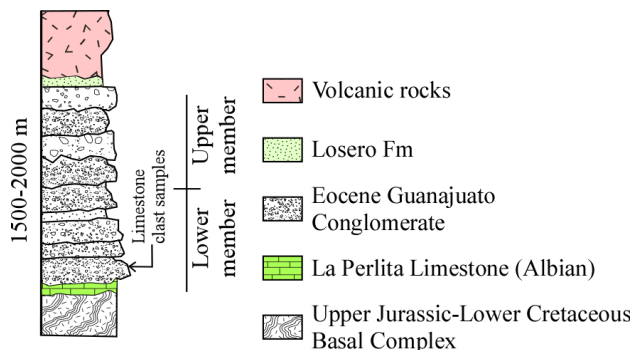 1500-2000 m
Limestone
clast samples
Upper
member
Lower
member
Volcanic rocks
Losero Fm
Eocene Guanajuato
Conglomerate
La Perlita Limestone (Albian)
Upper Jurassic-Lower Cretaceous
Basal Complex